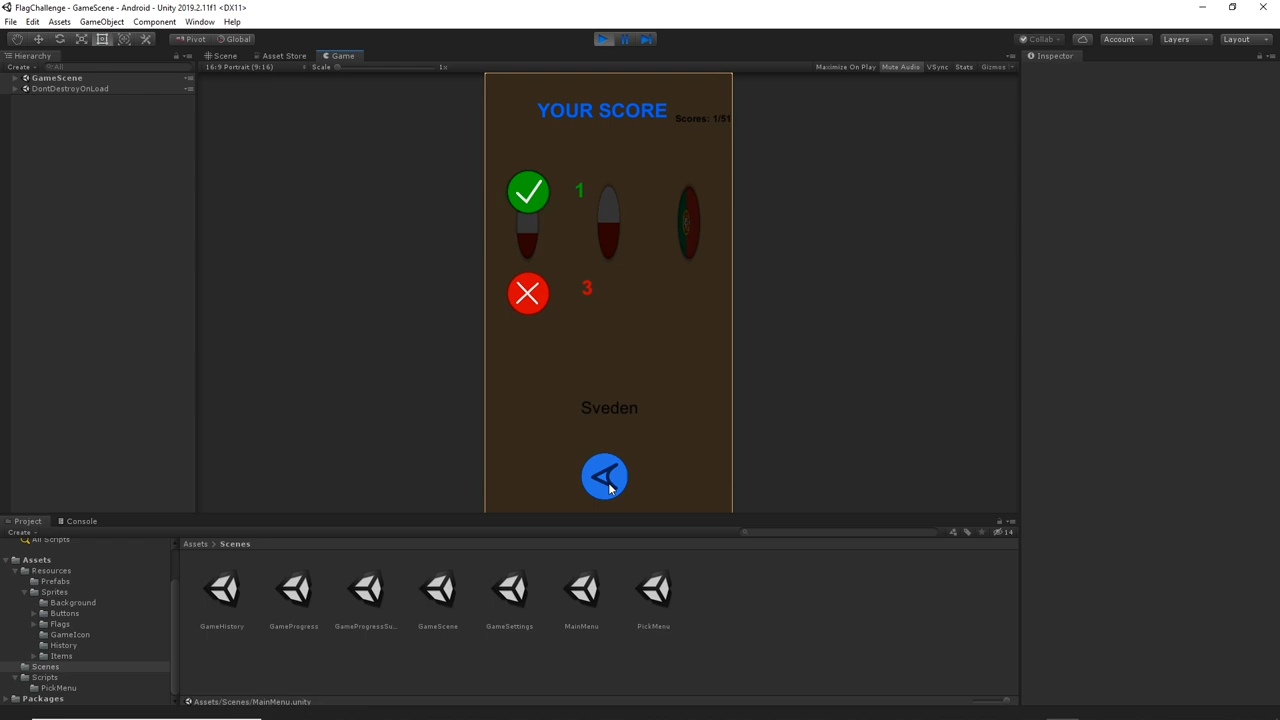 FlagChallenge - GameScene - Android - Unity 2019.2.11f1 <DX11>
File Edit Assets GameObject Component Window Help
Pivot Global Collab Account Layers Layout
Hierarchy Scene Asset Store Game Inspector
Create All 16:9 Portrait (9:16) Scale 1x Maximize On Play Mute Audio VSync Stats Gizmos
GameScene
DontDestroyOnLoad
YOUR SCORE
Scores: 1/51
1
3
Sveden
Project Console
Create 14
All Scripts
Assets > Scenes
Assets
Resources
Prefabs
Sprites
Background
Buttons
Flags
GameIcon
History
Items
Scenes
Scripts
PickMenu
Packages
GameHistory GameProgress GameProgressSu... GameScene GameSettings MainMenu PickMenu
Assets/Scenes/MainMenu.unity